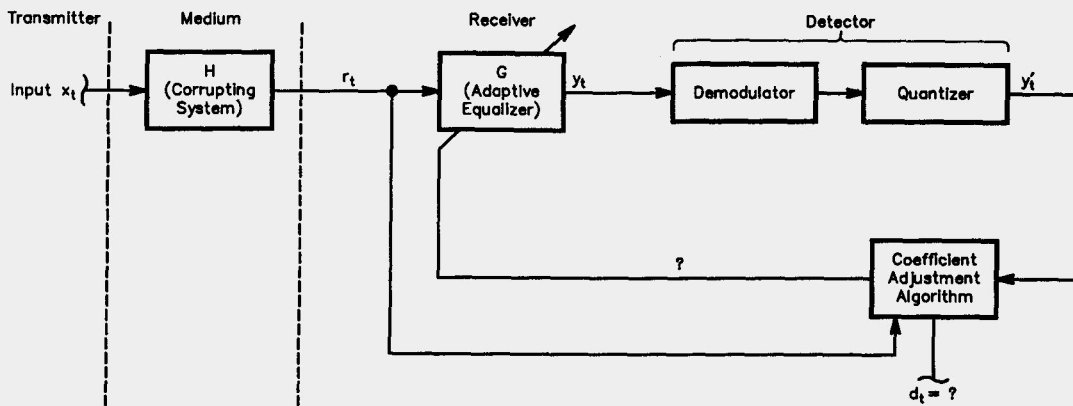 Transmitter
Medium
Receiver
Detector
Input x_t
H
(Corrupting
System)
r_t
G
(Adaptive
Equalizer)
y_t
Demodulator
Quantizer
y'_t
?
Coefficient
Adjustment
Algorithm
d_t = ?